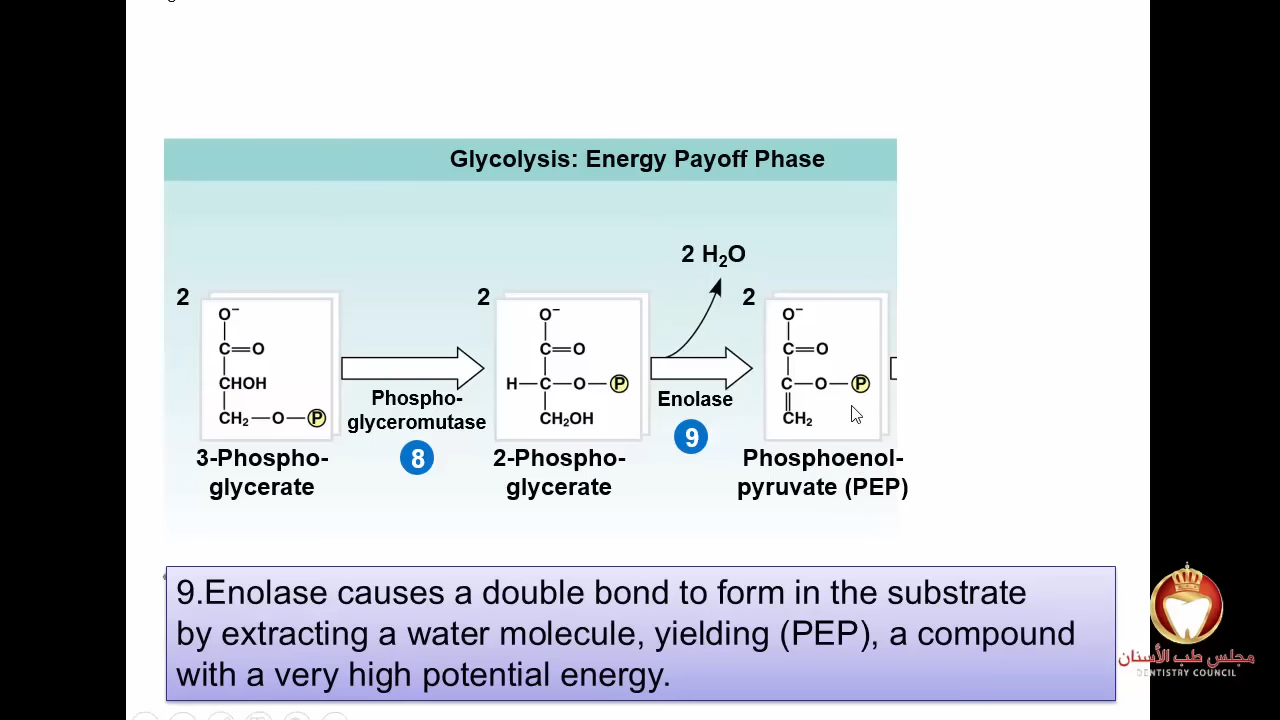 Glycolysis: Energy Payoff Phase
2 H₂O
2
2
2
O⁻
C=O
CHOH
CH₂—O—P
O⁻
C=O
H—C—O—P
CH₂OH
O⁻
C=O
C—O—P
CH₂
Phospho-
glyceromutase
8
Enolase
9
3-Phospho-
glycerate
2-Phospho-
glycerate
Phosphoenol-
pyruvate (PEP)
9.Enolase causes a double bond to form in the substrate
by extracting a water molecule, yielding (PEP), a compound
with a very high potential energy.
مجلس طب الأسنان
DENTISTRY COUNCIL